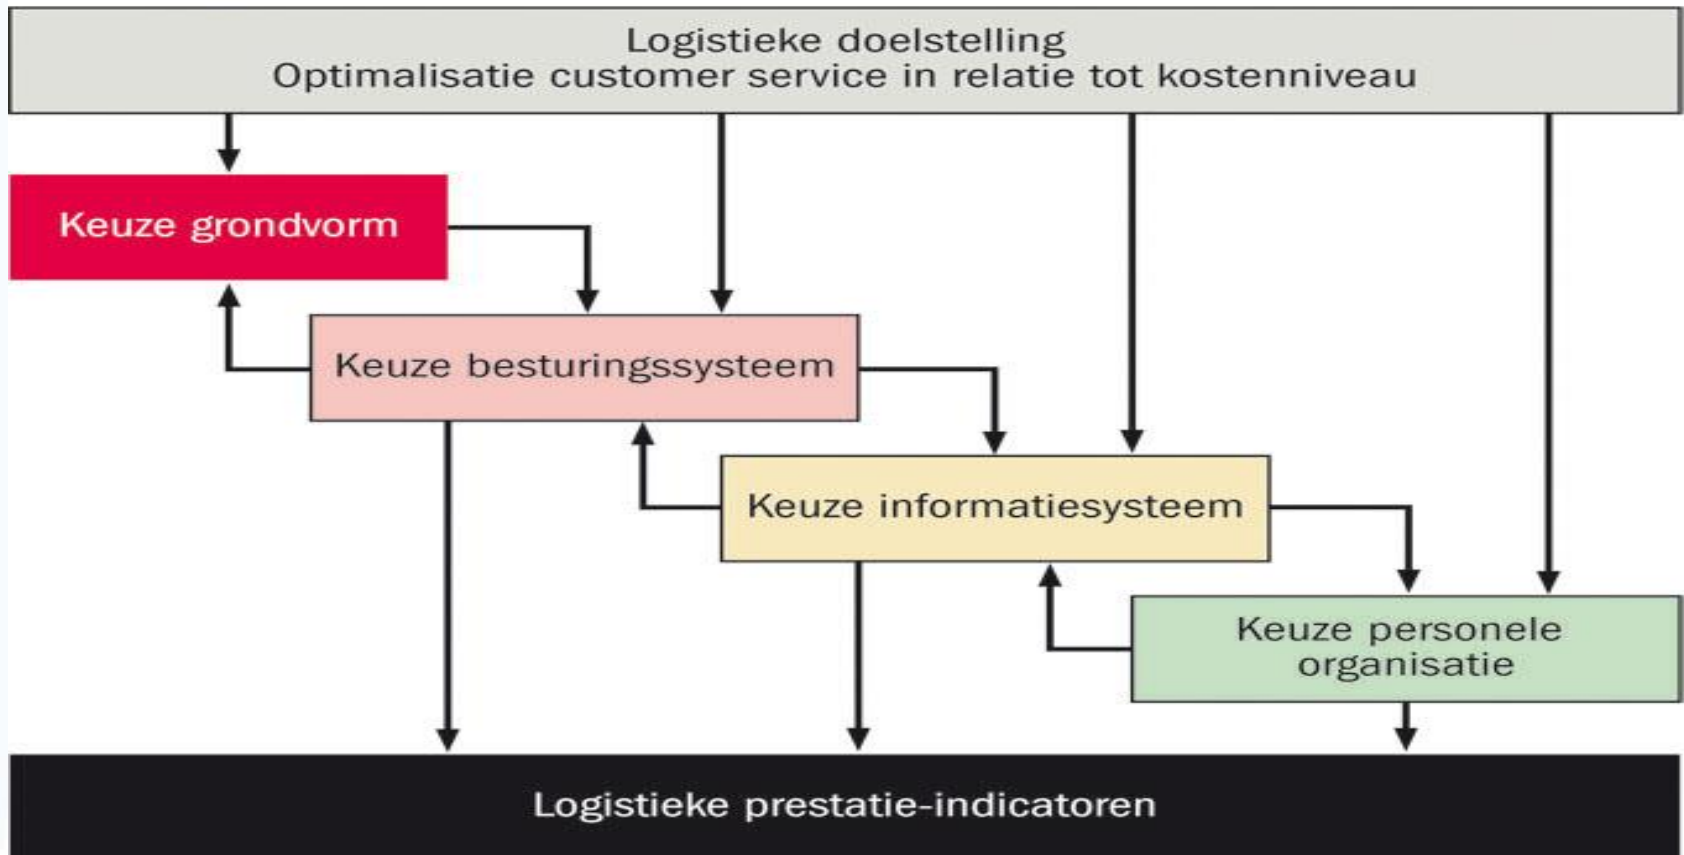 Logistieke doelstelling
Optimalisatie customer service in relatie tot kostenniveau
Keuze grondvorm
Keuze besturingssysteem
Keuze informatiesysteem
Keuze personele
organisatie
Logistieke prestatie-indicatoren